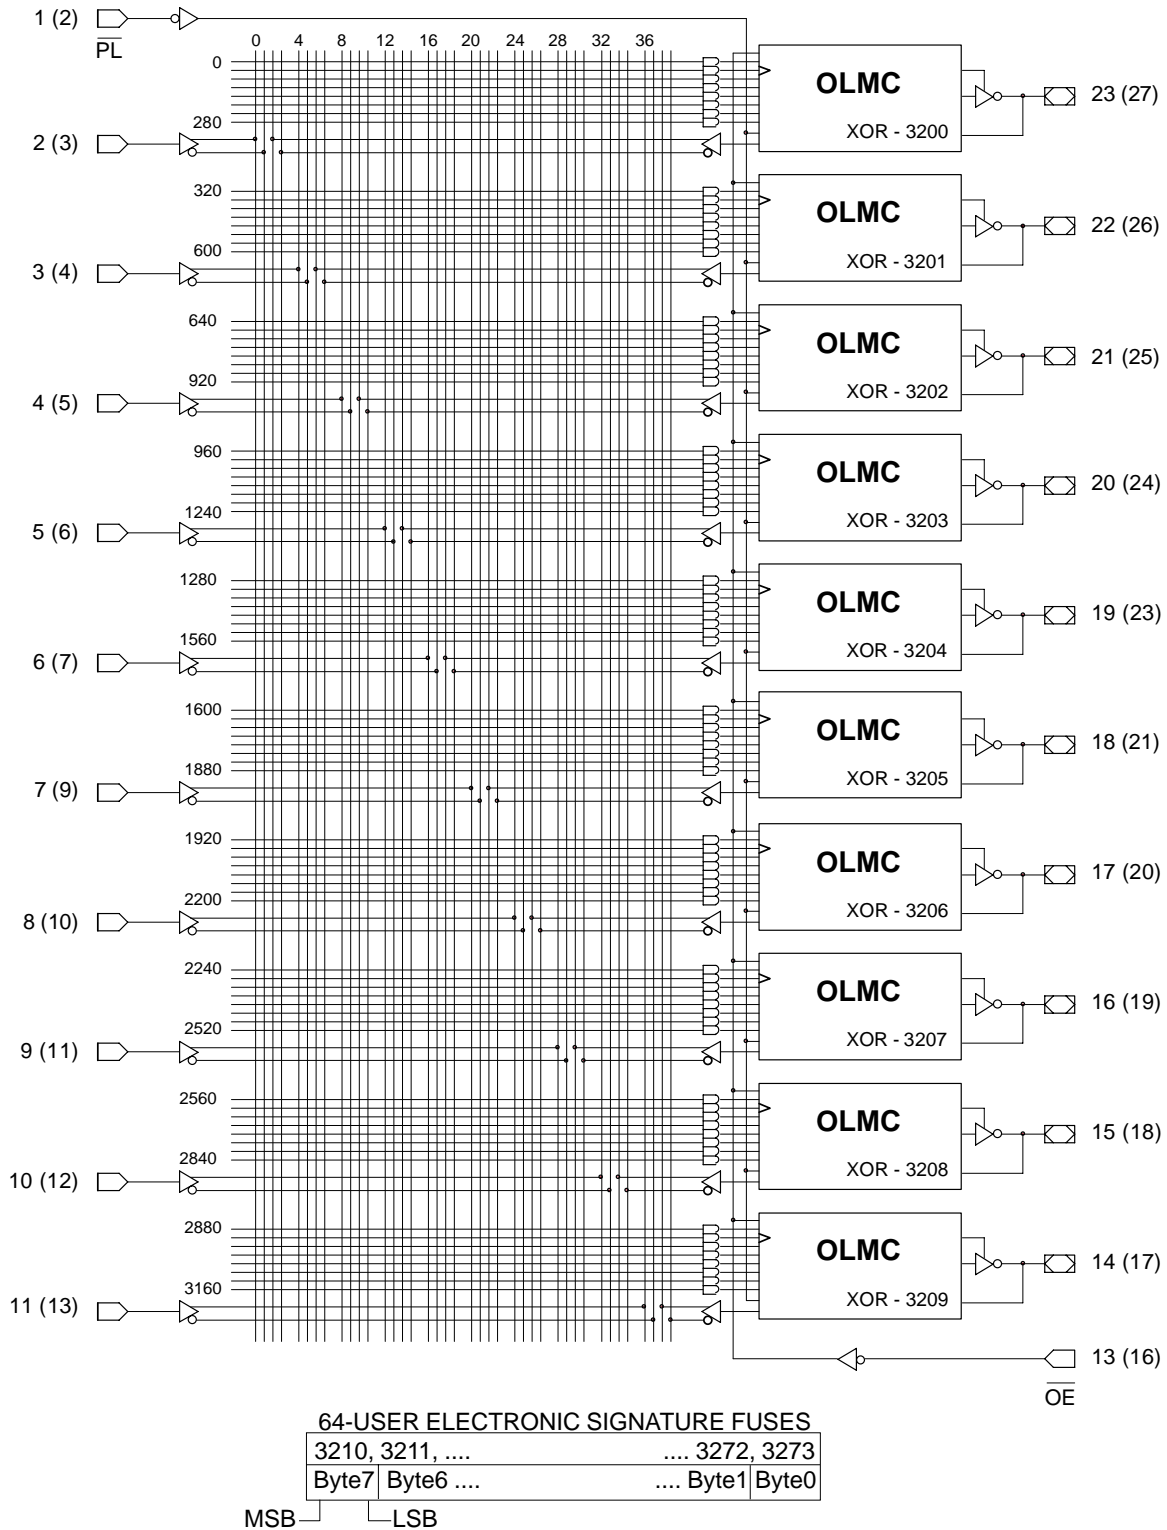 1 (2)
PL
0 4 8 12 16 20 24 28 32 36
0
OLMC
23 (27)
280
XOR - 3200
2 (3)
320
OLMC
22 (26)
600
XOR - 3201
3 (4)
640
OLMC
21 (25)
920
XOR - 3202
4 (5)
960
OLMC
20 (24)
1240
XOR - 3203
5 (6)
1280
OLMC
19 (23)
1560
XOR - 3204
6 (7)
1600
OLMC
18 (21)
1880
XOR - 3205
7 (9)
1920
OLMC
17 (20)
2200
XOR - 3206
8 (10)
2240
OLMC
16 (19)
2520
XOR - 3207
9 (11)
2560
OLMC
15 (18)
2840
XOR - 3208
10 (12)
2880
OLMC
14 (17)
3160
XOR - 3209
11 (13)
13 (16)
OE
64-USER ELECTRONIC SIGNATURE FUSES
3210, 3211, .... .... 3272, 3273
Byte7 Byte6 .... .... Byte1 Byte0
MSB LSB